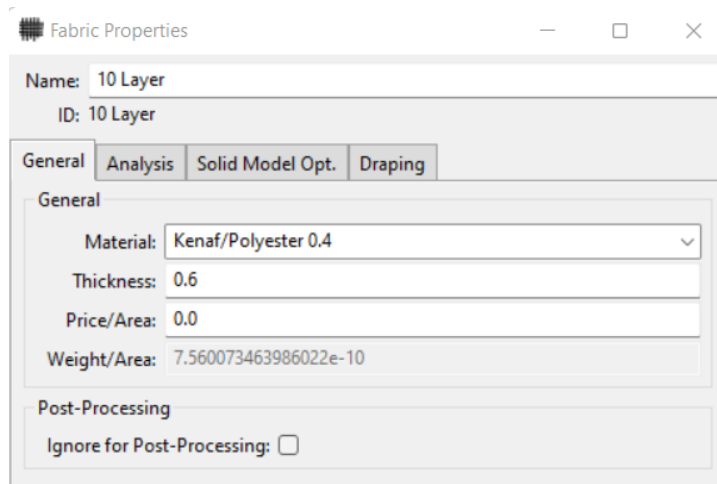 Fabric Properties
Name: 10 Layer
ID: 10 Layer
General Analysis Solid Model Opt. Draping
General
Material: Kenaf/Polyester 0.4
Thickness: 0.6
Price/Area: 0.0
Weight/Area: 7.560073463986022e-10
Post-Processing
Ignore for Post-Processing: